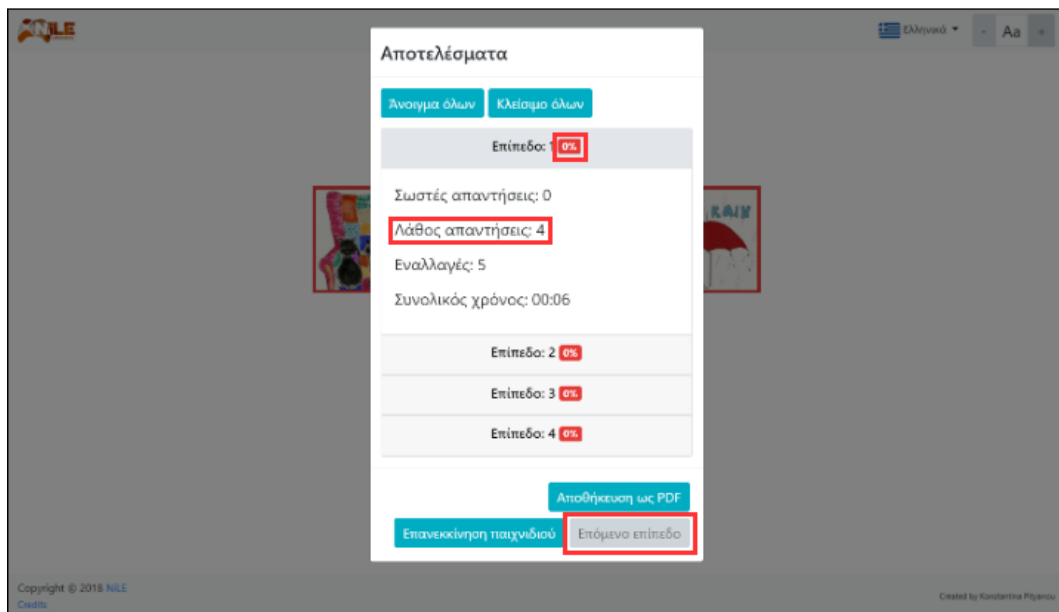 NiLE
Ελληνικά
- Aa +
Αποτελέσματα
Άνοιγμα όλων Κλείσιμο όλων
Επίπεδο: 1 0%
Σωστές απαντήσεις: 0
Λάθος απαντήσεις: 4
Εναλλαγές: 5
Συνολικός χρόνος: 00:06
RAIN
Επίπεδο: 2 0%
Επίπεδο: 3 0%
Επίπεδο: 4 0%
Αποθήκευση ως PDF
Επανεκκίνηση παιχνιδιού Επόμενο επίπεδο
Copyright © 2018 NiLE
Credits
Created by Konstantina Pityanou